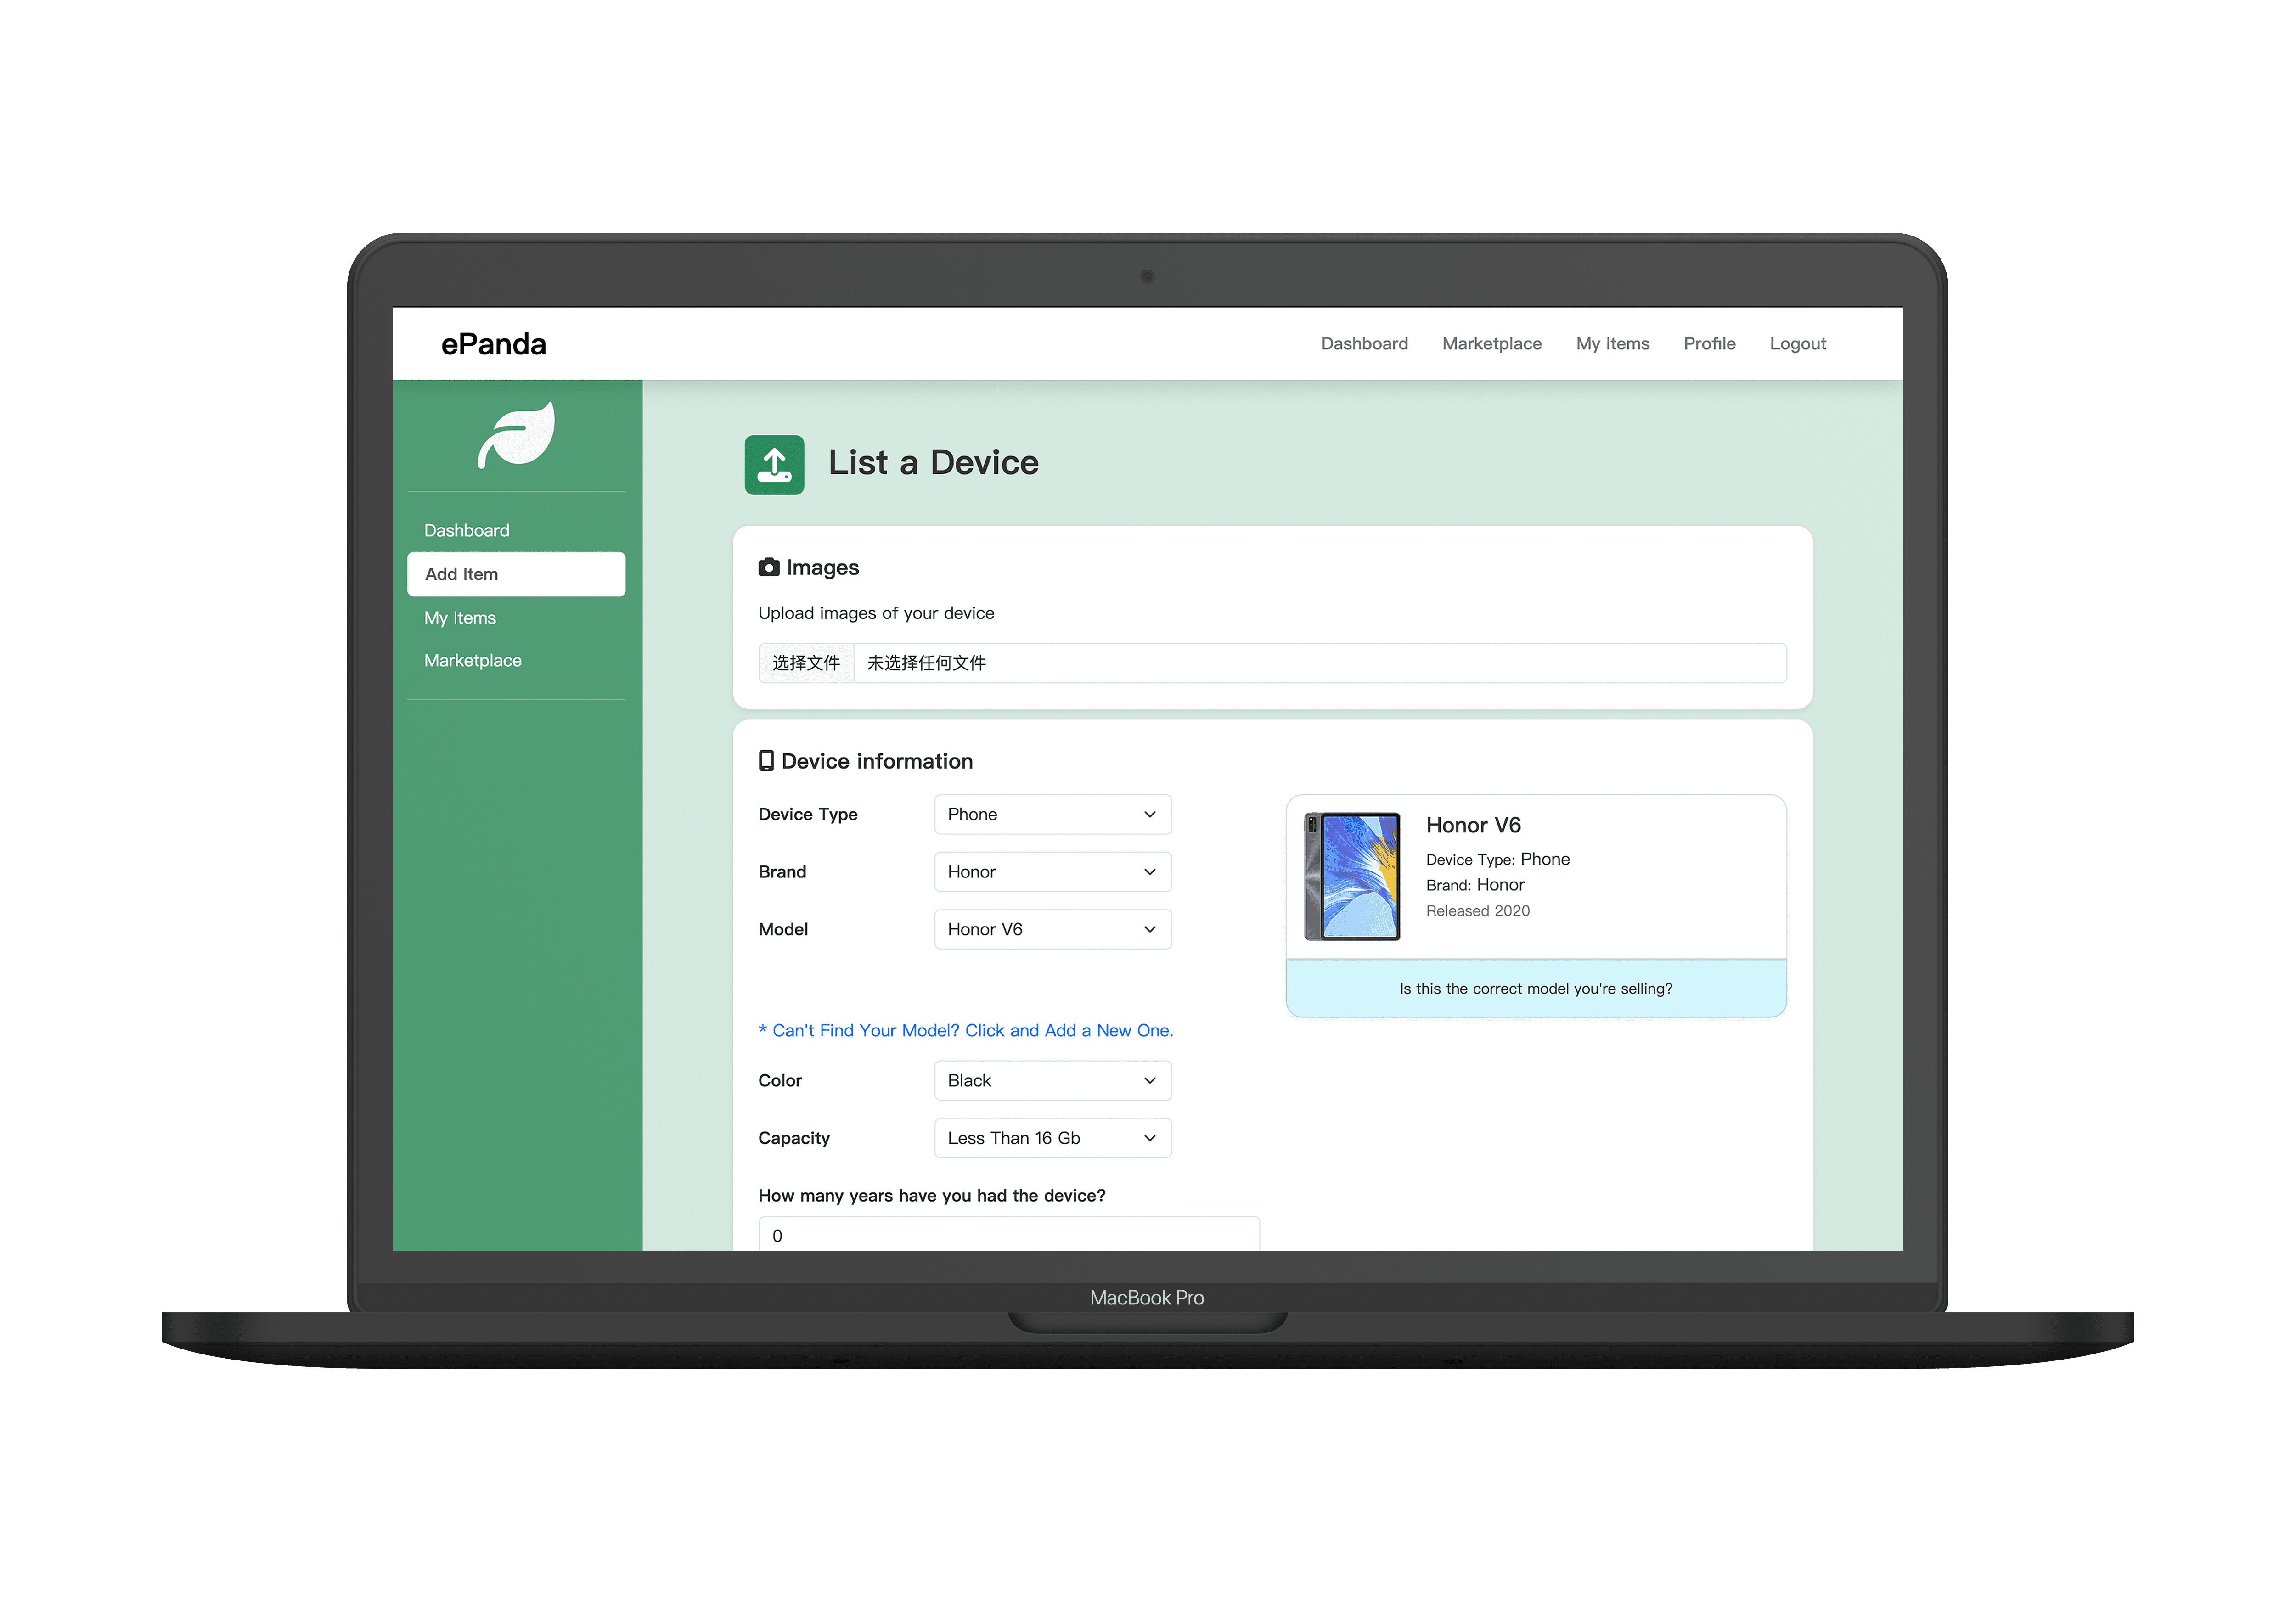 ePanda
Dashboard Marketplace My Items Profile Logout
Dashboard
Add Item
My Items
Marketplace
List a Device
Images
Upload images of your device
选择文件 未选择任何文件
Device information
Device Type Phone
Brand Honor
Model Honor V6
Honor V6
Device Type: Phone
Brand: Honor
Released 2020
Is this the correct model you're selling?
* Can't Find Your Model? Click and Add a New One.
Color Black
Capacity Less Than 16 Gb
How many years have you had the device?
0
MacBook Pro